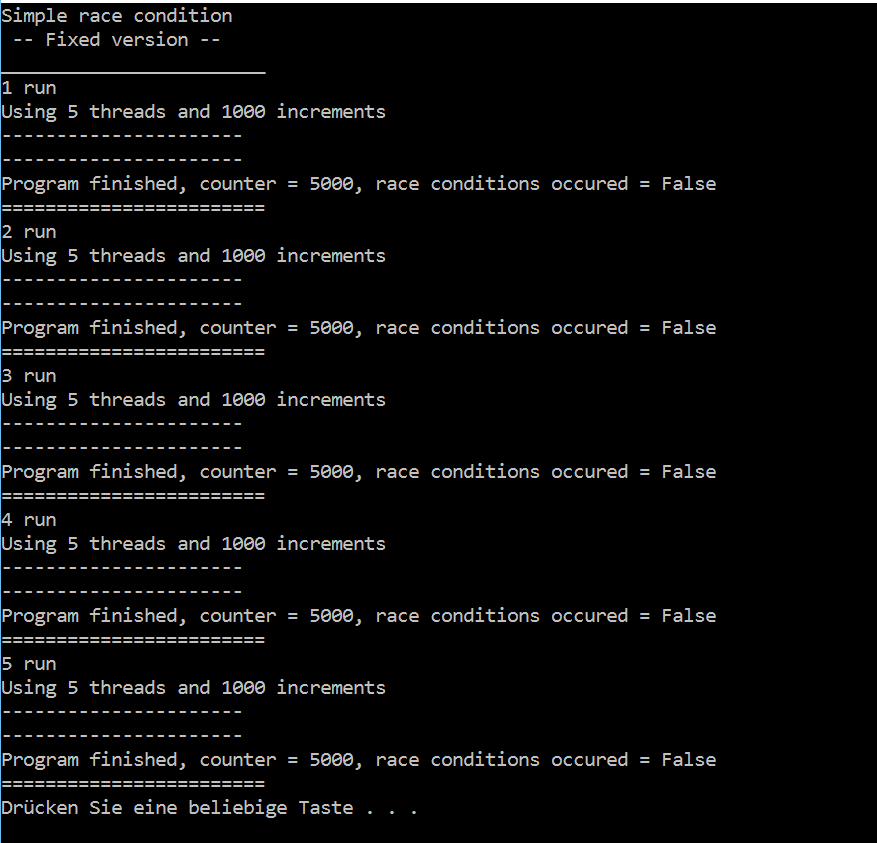 Simple race condition
 -- Fixed version --
________________________
1 run
Using 5 threads and 1000 increments
----------------------
----------------------
Program finished, counter = 5000, race conditions occured = False
========================
2 run
Using 5 threads and 1000 increments
----------------------
----------------------
Program finished, counter = 5000, race conditions occured = False
========================
3 run
Using 5 threads and 1000 increments
----------------------
----------------------
Program finished, counter = 5000, race conditions occured = False
========================
4 run
Using 5 threads and 1000 increments
----------------------
----------------------
Program finished, counter = 5000, race conditions occured = False
========================
5 run
Using 5 threads and 1000 increments
----------------------
----------------------
Program finished, counter = 5000, race conditions occured = False
========================
Drücken Sie eine beliebige Taste . . .